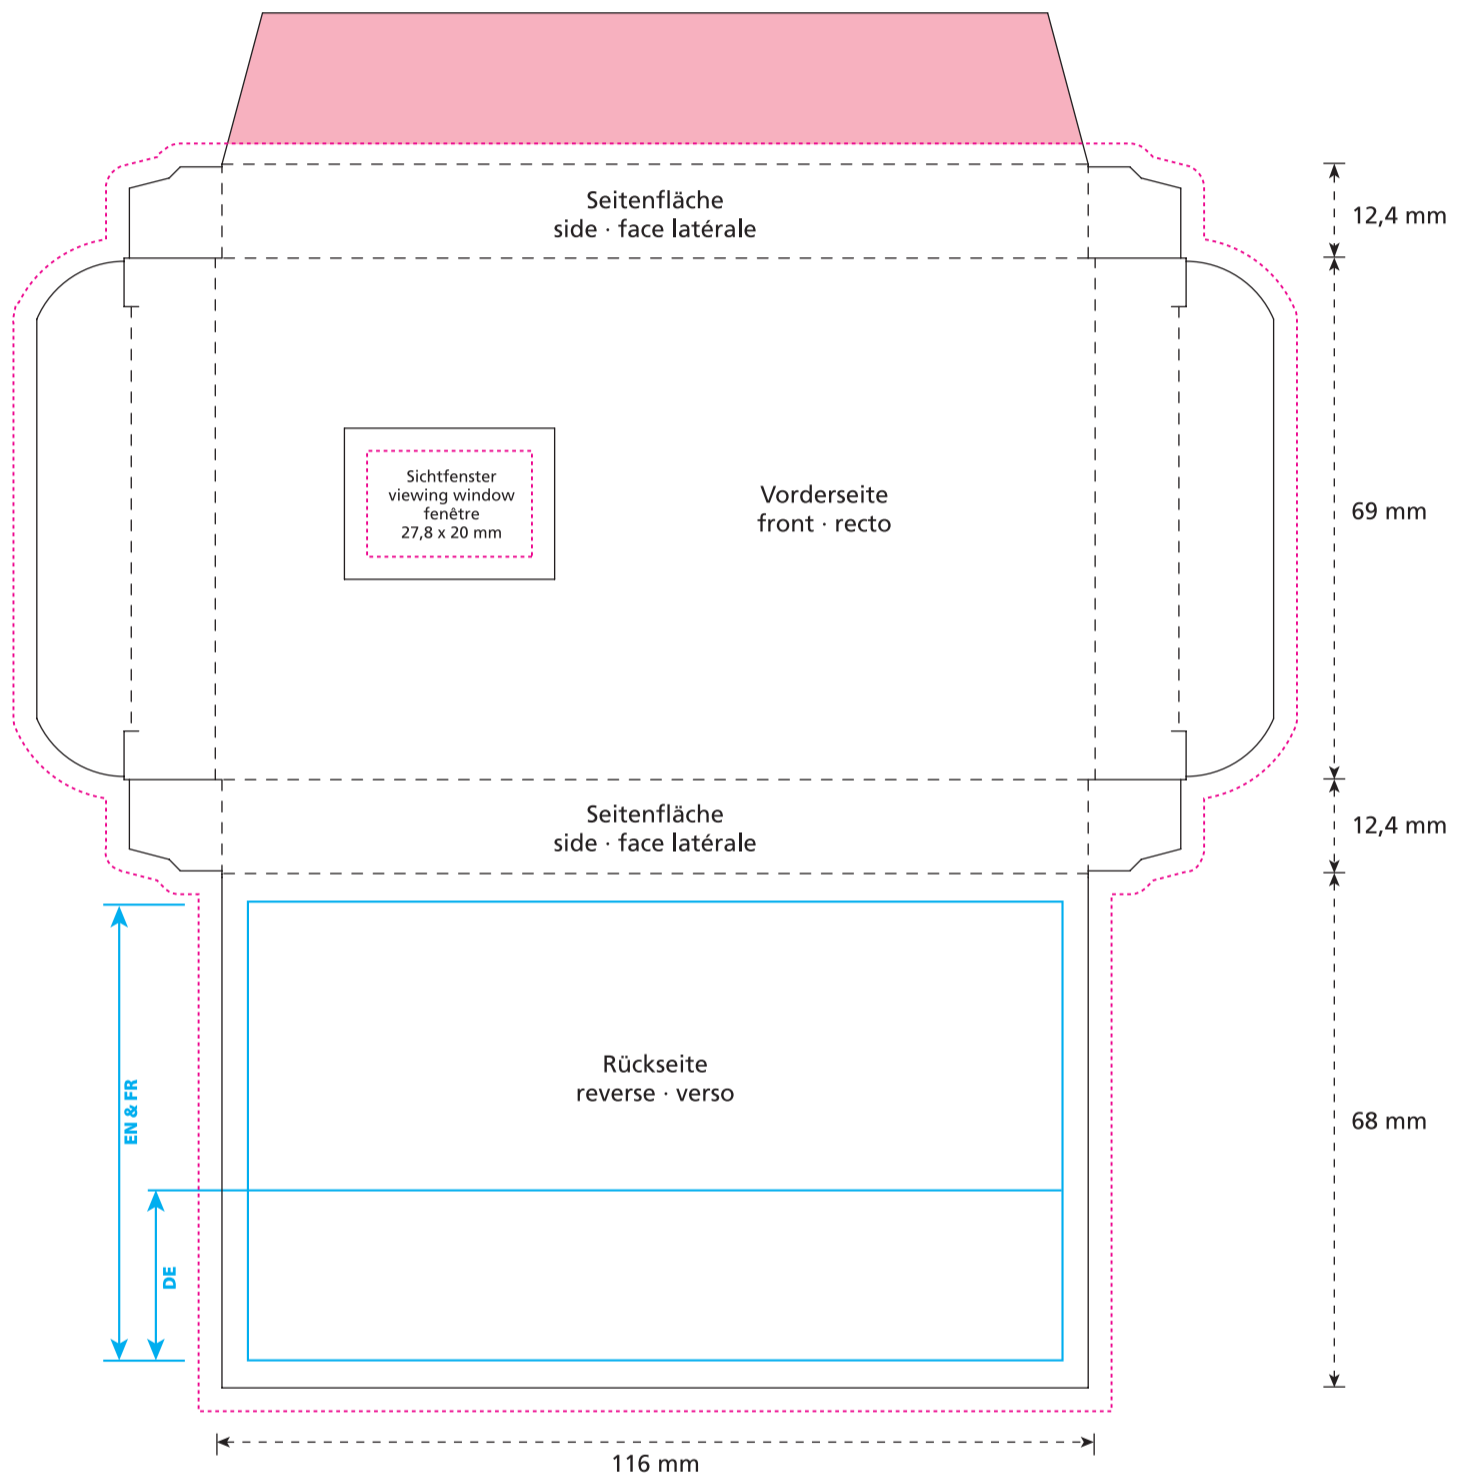 Seitenfläche
side · face latérale
12,4 mm
Sichtfenster
viewing window
fenêtre
27,8 x 20 mm
Vorderseite
front · recto
69 mm
Seitenfläche
side · face latérale
12,4 mm
Rückseite
reverse · verso
EN & FR
DE
68 mm
116 mm